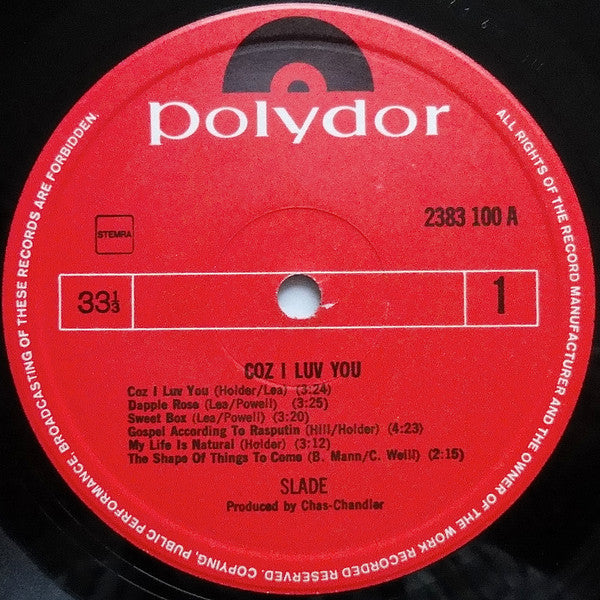 polydor
STEMRA
2383 100 A
33⅓
1
COZ I LUV YOU
Coz I Luv You (Holder/Lea) (3:24)
Dapple Rose (Lea/Powell) (3:25)
Sweet Box (Lea/Powell) (3:20)
Gospel According To Rasputin (Hill/Holder) (4:23)
My Life Is Natural (Holder) (3:12)
The Shape Of Things To Come (B. Mann/C. Weill) (2:15)
SLADE
Produced by Chas-Chandler
ALL RIGHTS OF THE RECORD MANUFACTURER AND THE OWNER OF THE WORK RECORDED RESERVED. COPYING, PUBLIC PERFORMANCE, BROADCASTING OF THESE RECORDS ARE FORBIDDEN.